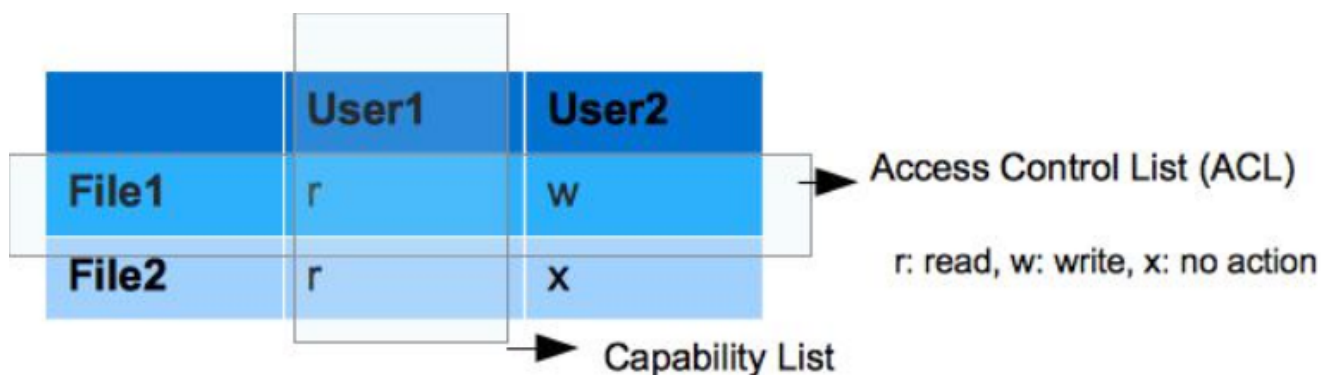 User1 User2
File1 r w
Access Control List (ACL)
r: read, w: write, x: no action
File2 r x
Capability List